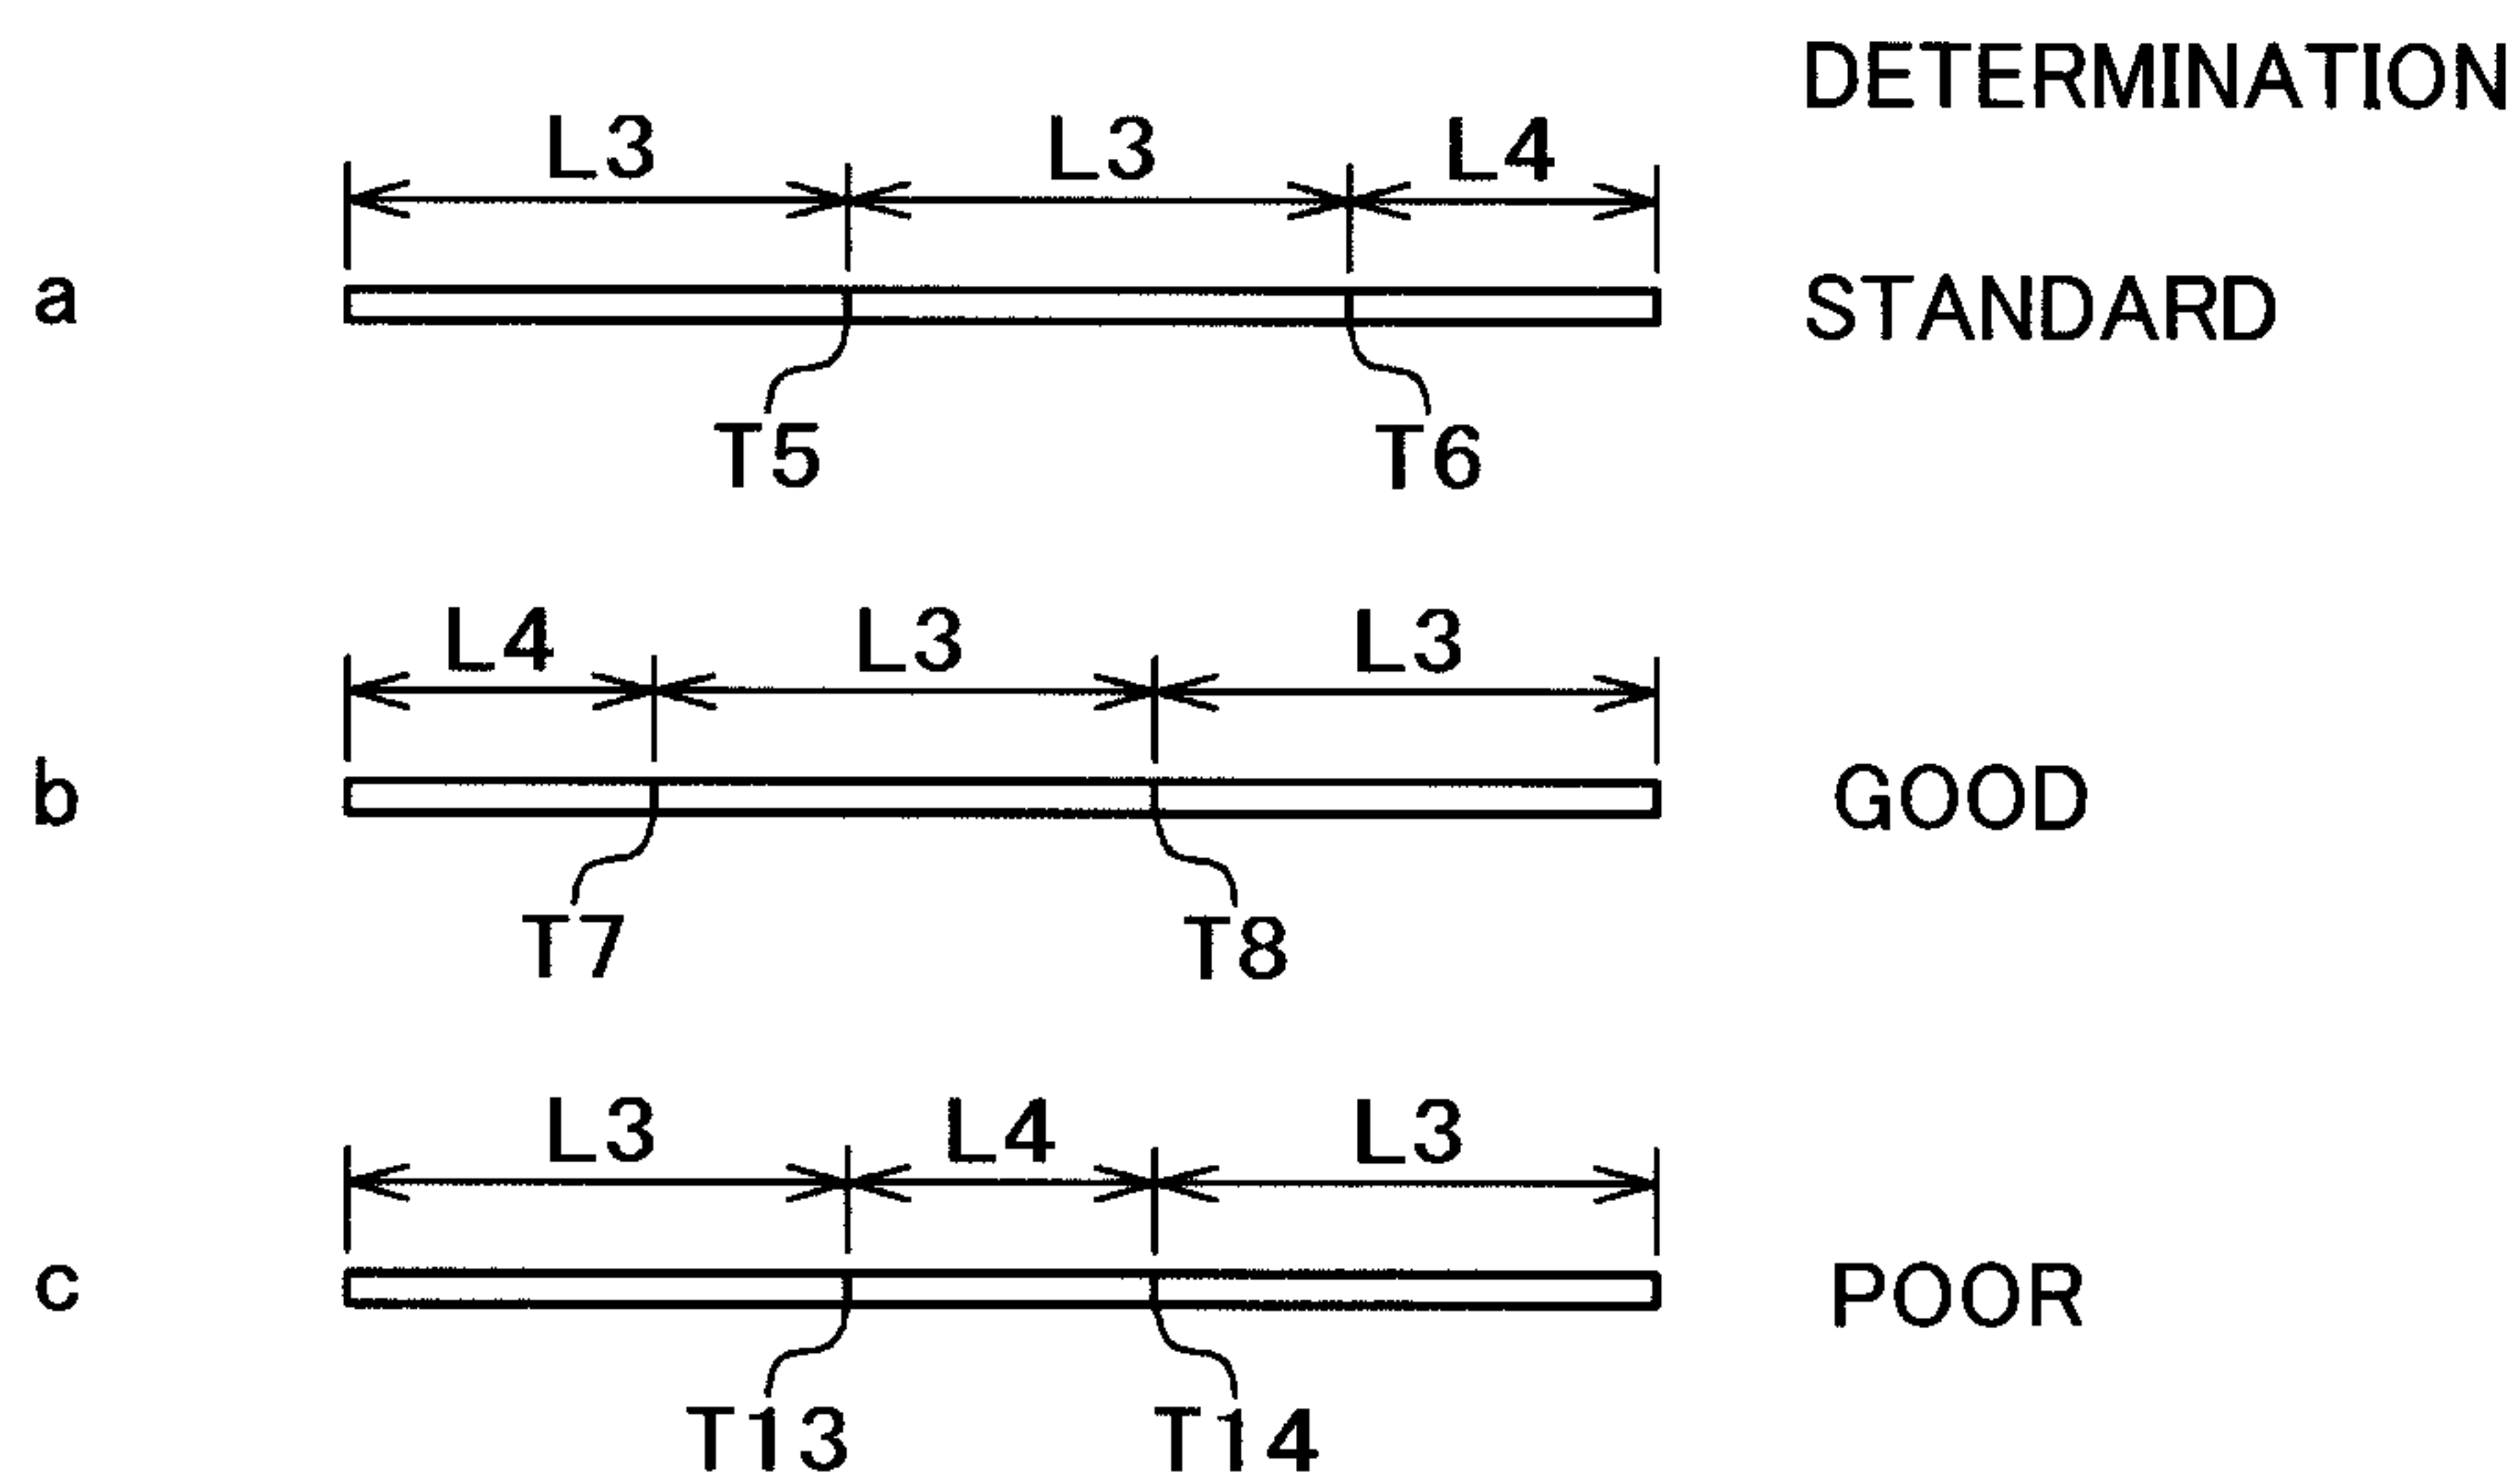 DETERMINATION
L3 L3 L4
a STANDARD
T5 T6
L4 L3 L3
b GOOD
T7 T8
L3 L4 L3
c POOR
T13 T14